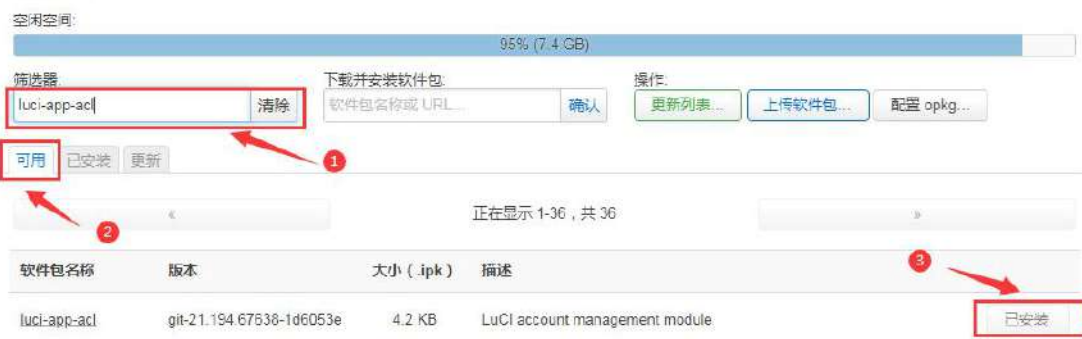 空闲空间:
95% (7.4 GB)
筛选器: 下载并安装软件包: 操作:
luci-app-acl 清除 软件包名称或 URL... 确认 更新列表... 上传软件包... 配置 opkg...
1
可用 已安装 更新
« 正在显示 1-36，共 36 »
2
3
软件包名称 版本 大小 (.ipk) 描述
luci-app-acl git-21.194.67638-1d6053e 4.2 KB LuCI account management module 已安装